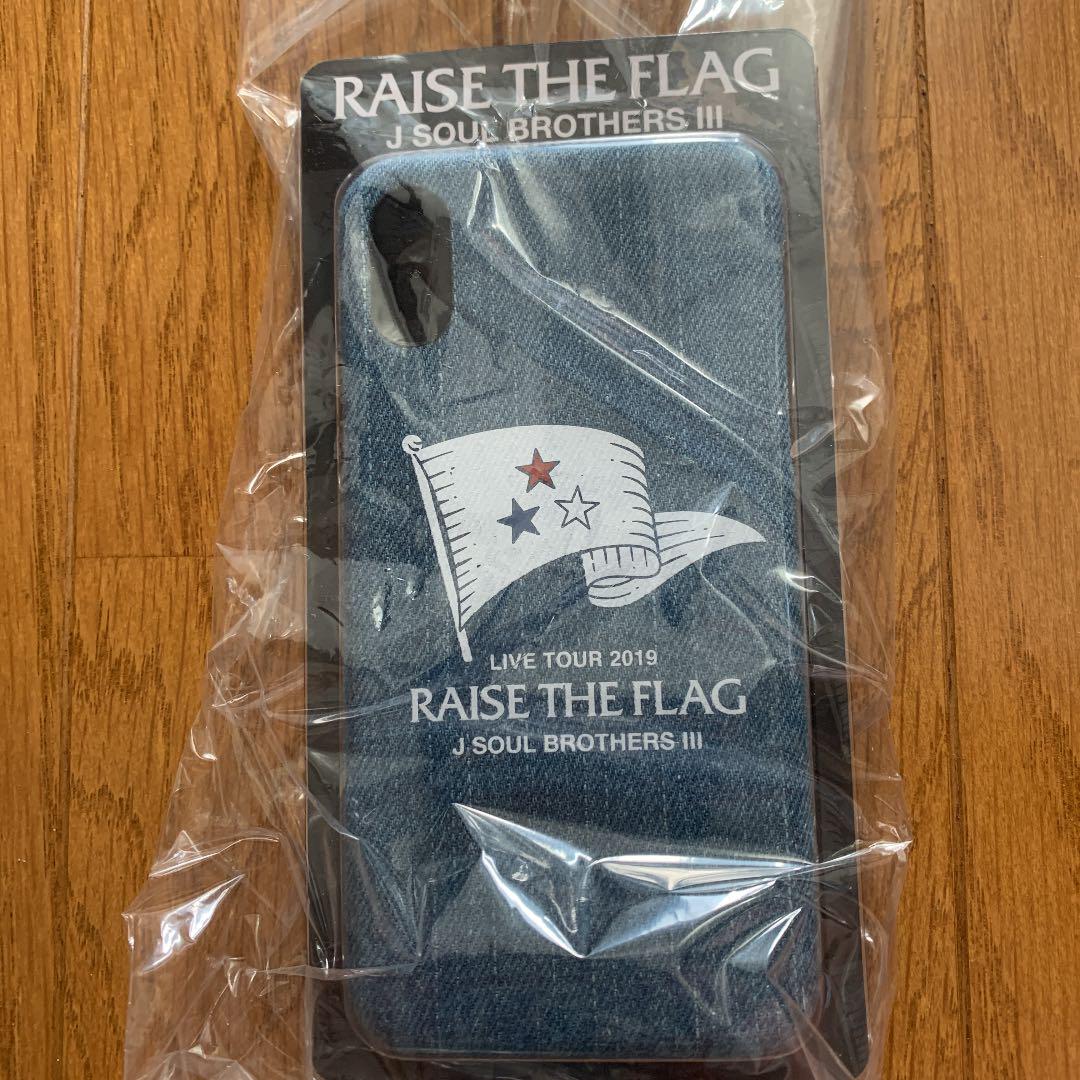 RAISE THE FLAG
J SOUL BROTHERS III
LIVE TOUR 2019
RAISE THE FLAG
J SOUL BROTHERS III